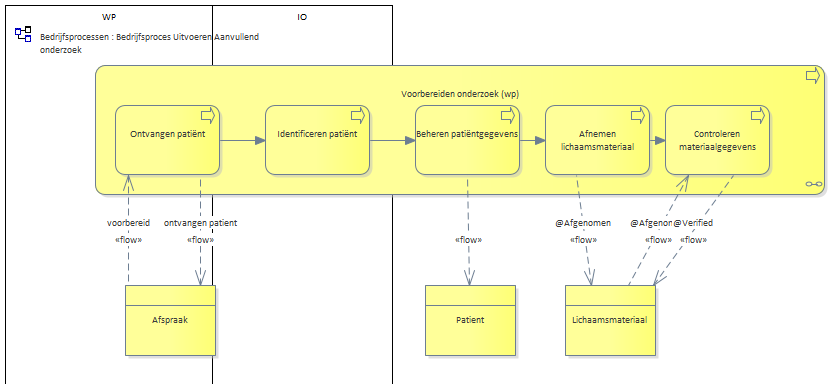 WP
IO
Bedrijfsprocessen : Bedrijfsproces Uitvoeren Aanvullend
onderzoek
Voorbereiden onderzoek (wp)
Ontvangen patiënt
Identificeren patiënt
Beheren patiëntgegevens
Afnemen
lichaamsmateriaal
Controleren
materiaalgegevens
voorbereid
«flow»
ontvangen patient
«flow»
«flow»
@Afgenomen
«flow»
@Afgenon
«flow»
@Verified
«flow»
Afspraak
Patient
Lichaamsmateriaal